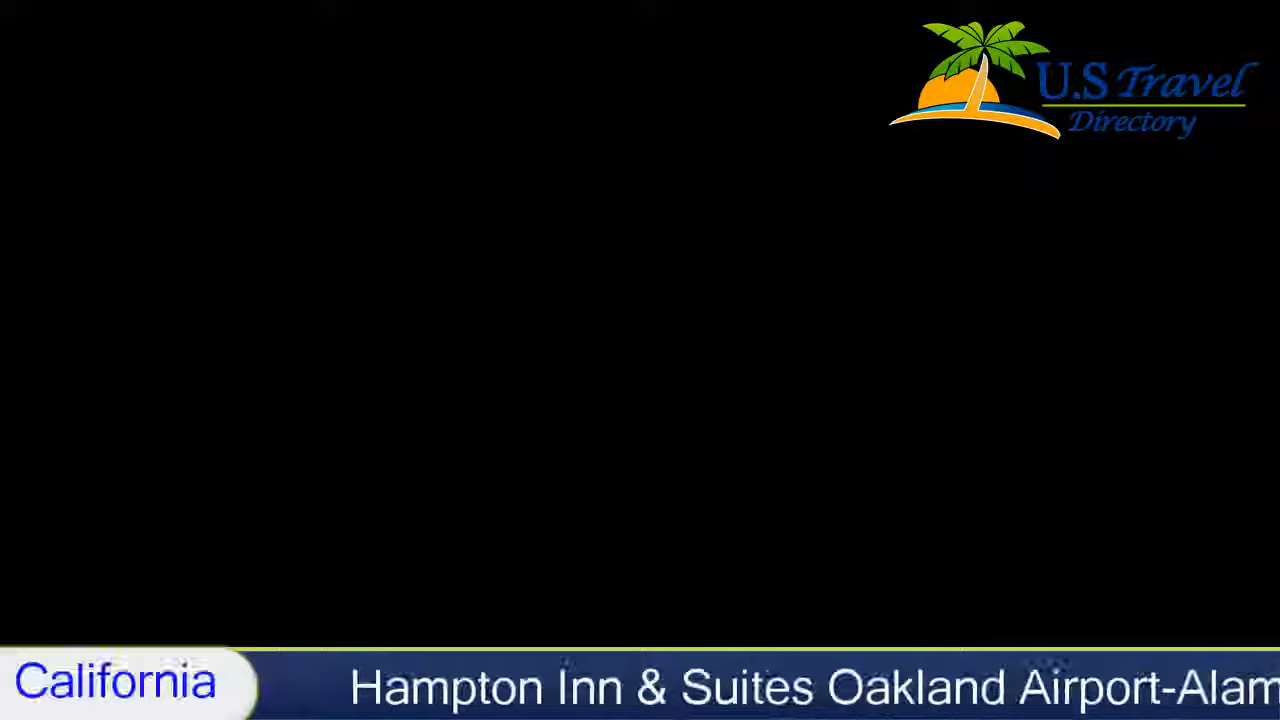 U.S Travel
Directory
California
Hampton Inn & Suites Oakland Airport-Alam